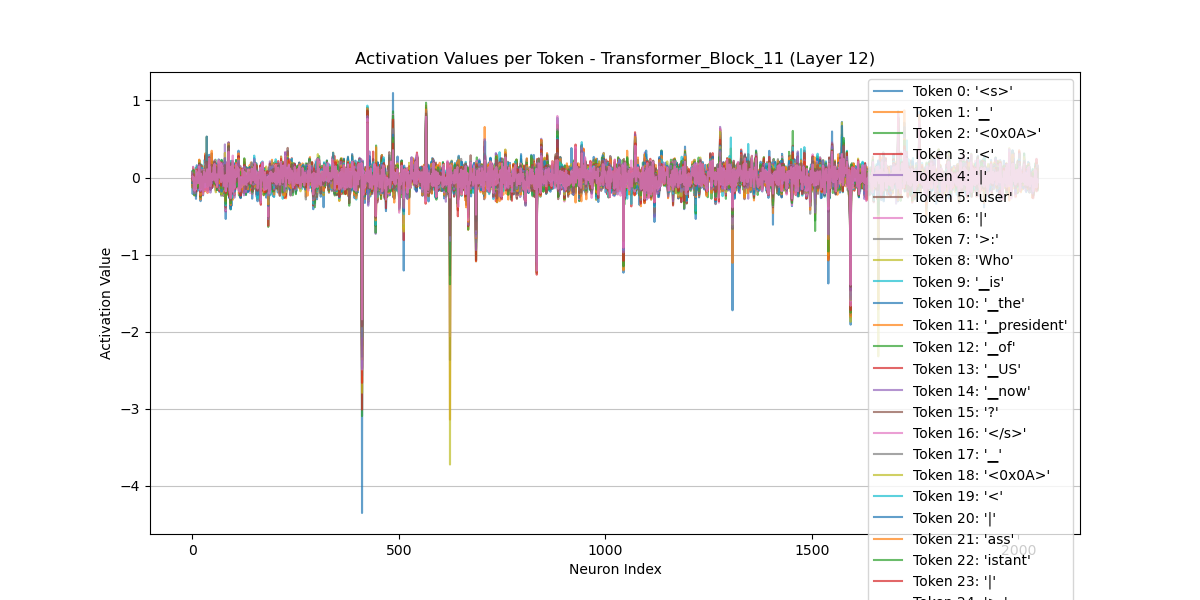 Activation Values per Token - Transformer_Block_11 (Layer 12)
Activation Value
1
0
−1
−2
−3
−4
0 500 1000 1500 2000
Neuron Index
Token 0: '<s>'
Token 1: '▁'
Token 2: '<0x0A>'
Token 3: '<'
Token 4: '|'
Token 5: 'user'
Token 6: '|'
Token 7: '>:'
Token 8: 'Who'
Token 9: '▁is'
Token 10: '▁the'
Token 11: '▁president'
Token 12: '▁of'
Token 13: '▁US'
Token 14: '▁now'
Token 15: '?'
Token 16: '</s>'
Token 17: '▁'
Token 18: '<0x0A>'
Token 19: '<'
Token 20: '|'
Token 21: 'ass'
Token 22: 'istant'
Token 23: '|'